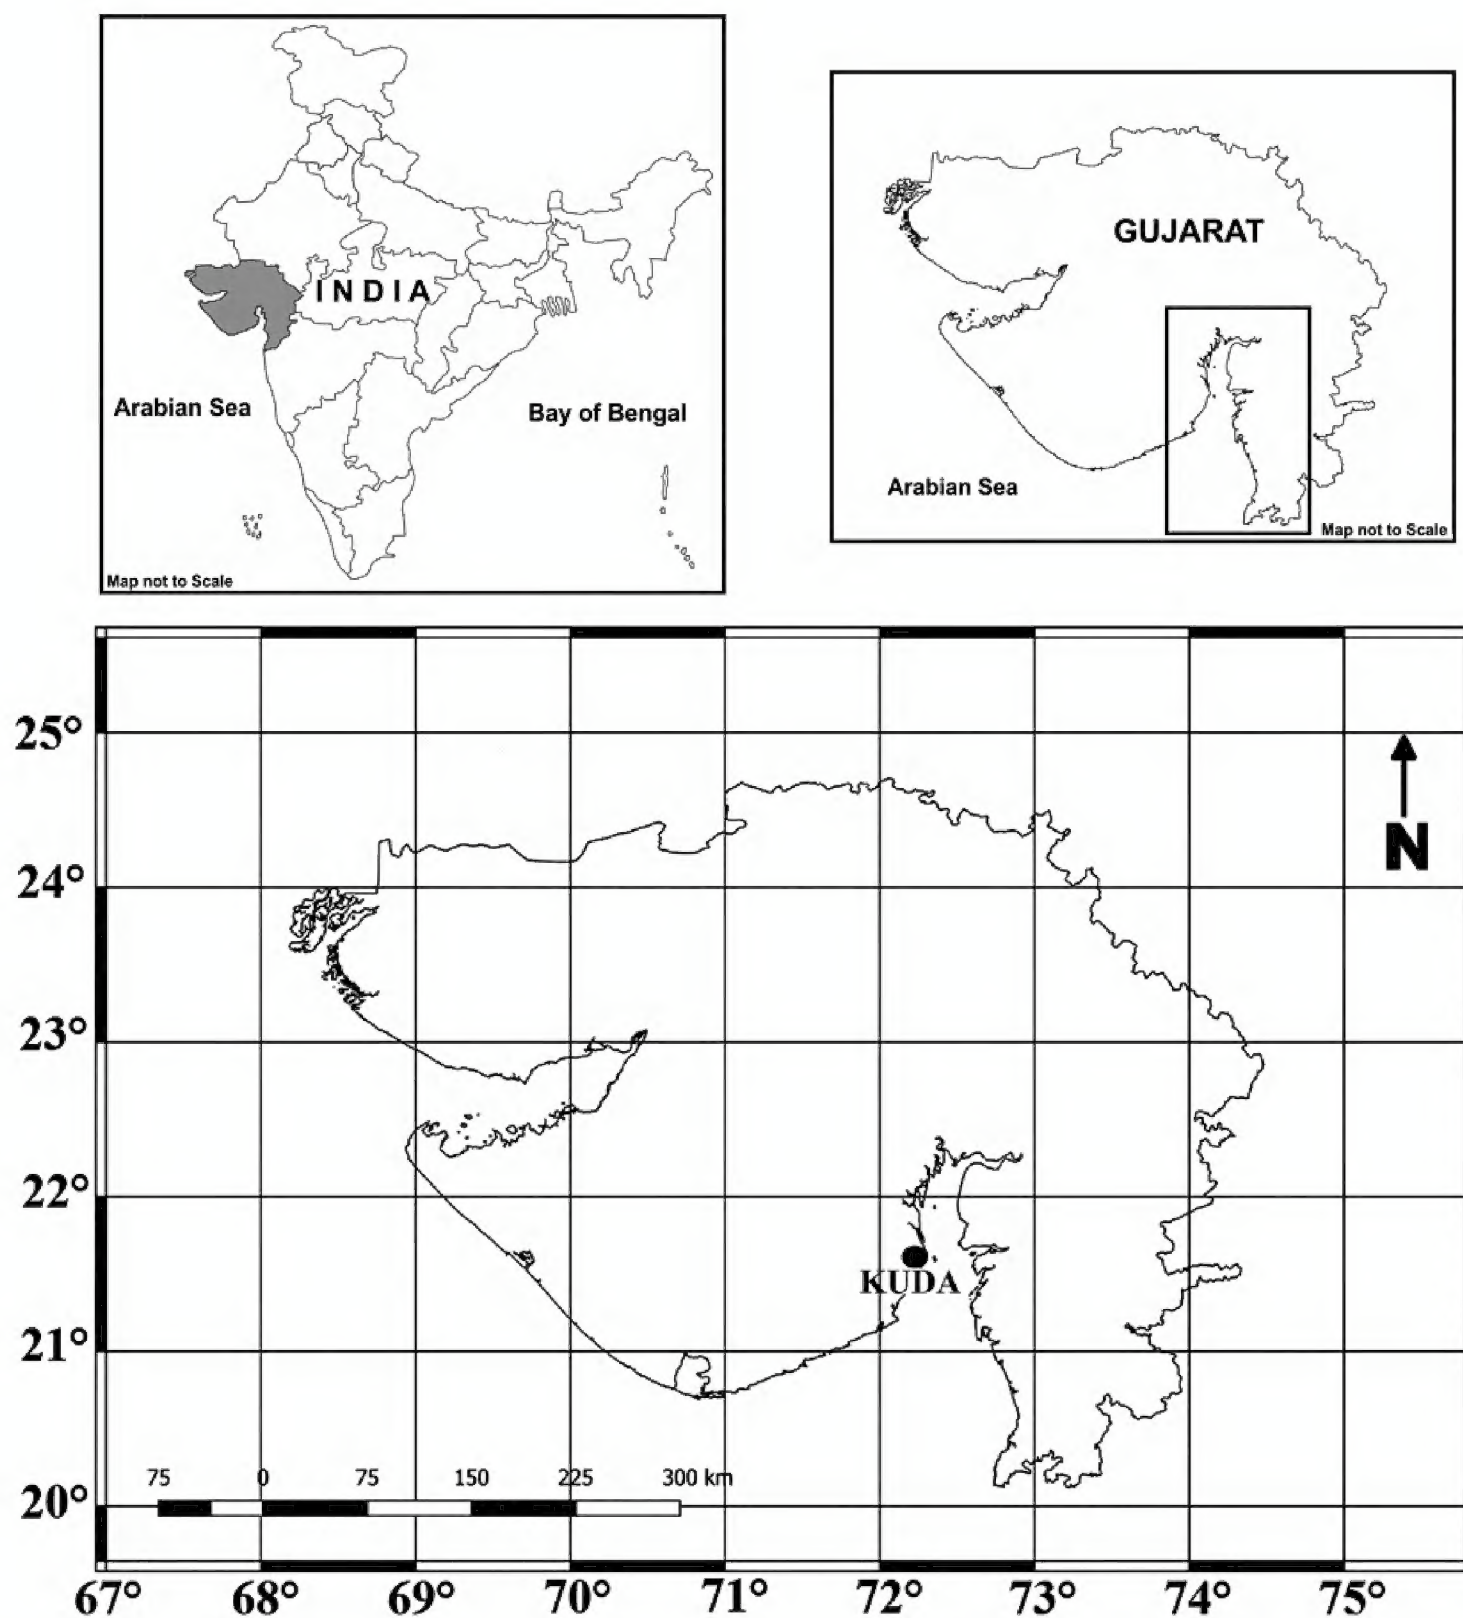 INDIA
Arabian Sea
Bay of Bengal
Map not to Scale
GUJARAT
Arabian Sea
Map not to Scale
25°
24°
23°
22°
21°
20°
N
KUDA
75 0 75 150 225 300 km
67° 68° 69° 70° 71° 72° 73° 74° 75°